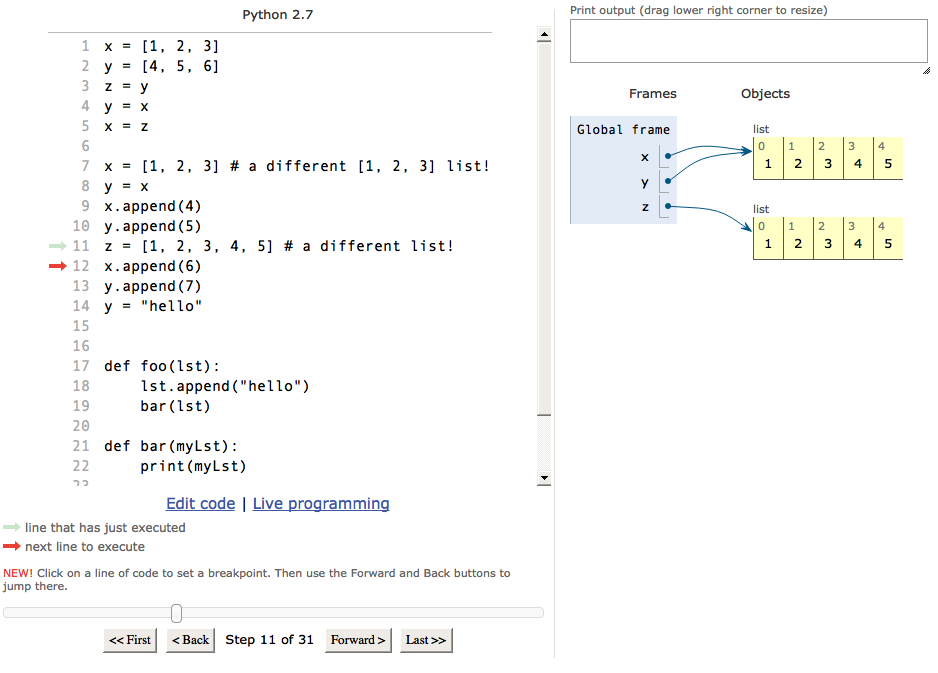 Python 2.7
1 x = [1, 2, 3]
2 y = [4, 5, 6]
3 z = y
4 y = x
5 x = z
6
7 x = [1, 2, 3] # a different [1, 2, 3] list!
8 y = x
9 x.append(4)
10 y.append(5)
11 z = [1, 2, 3, 4, 5] # a different list!
12 x.append(6)
13 y.append(7)
14 y = "hello"
15
16
17 def foo(lst):
18     lst.append("hello")
19     bar(lst)
20
21 def bar(myLst):
22     print(myLst)
23
Edit code | Live programming
line that has just executed
next line to execute
NEW! Click on a line of code to set a breakpoint. Then use the Forward and Back buttons to
jump there.
<< First < Back Step 11 of 31 Forward > Last >>
Print output (drag lower right corner to resize)
Frames Objects
Global frame
x
y
z
list
0 1 2 3 4
1 2 3 4 5
list
0 1 2 3 4
1 2 3 4 5